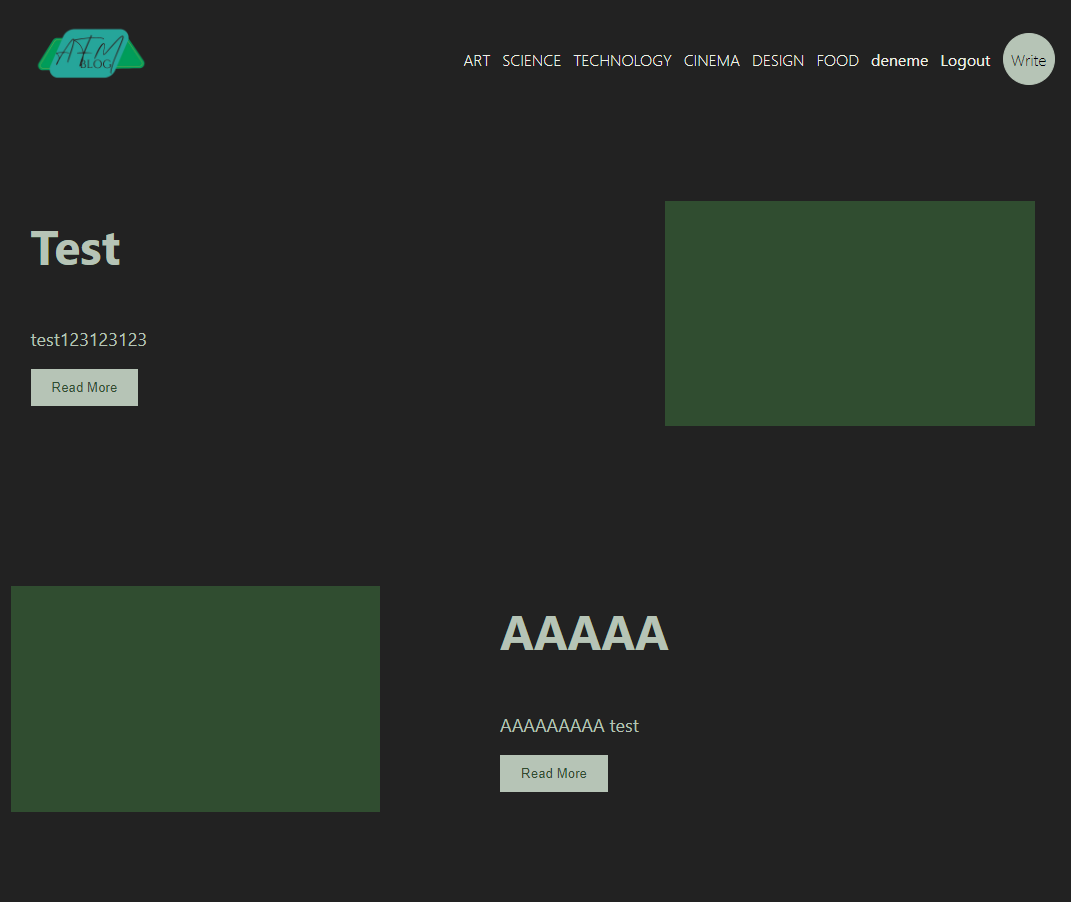 AFM
BLOG
ART SCIENCE TECHNOLOGY CINEMA DESIGN FOOD deneme Logout Write
Test
test123123123
Read More
AAAAA
AAAAAAAAA test
Read More